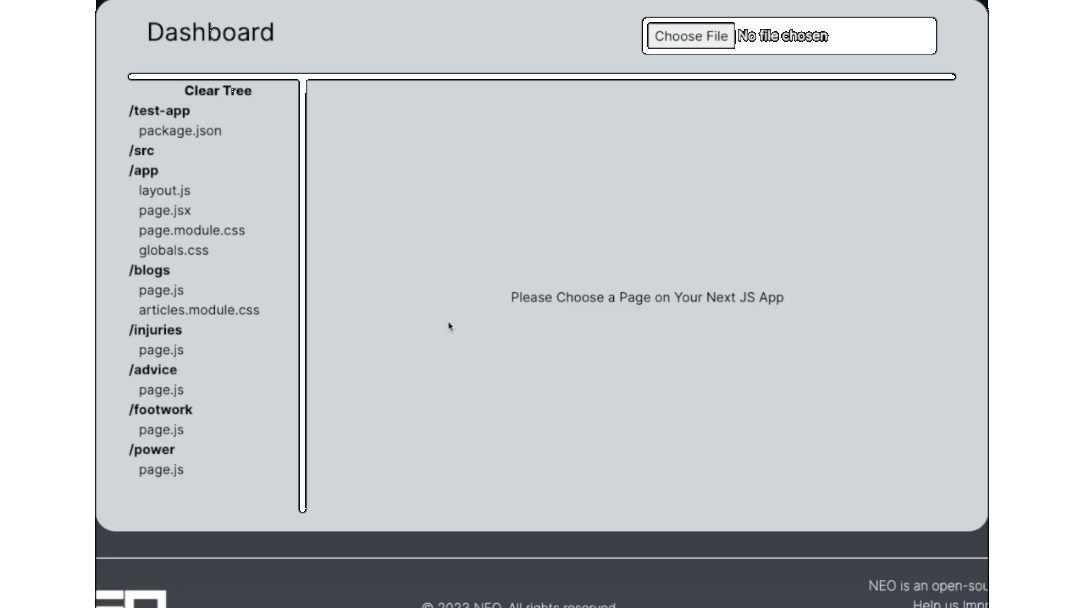 Dashboard
Choose File No file chosen
Clear Tree
/test-app
package.json
/src
/app
layout.js
page.jsx
page.module.css
globals.css
/blogs
page.js
articles.module.css
/injuries
page.js
/advice
page.js
/footwork
page.js
/power
page.js
Please Choose a Page on Your Next JS App
NEO is an open-sou
© 2023 NEO. All rights reserved
Help us Impr